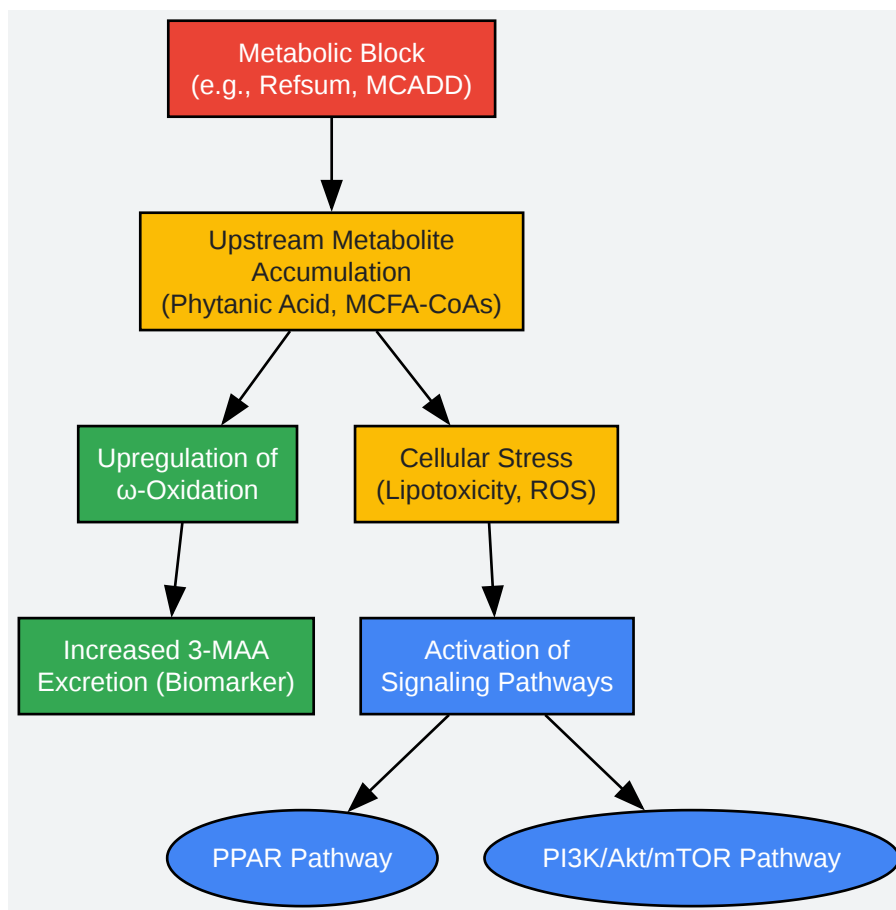 Metabolic Block
(e.g., Refsum, MCADD)
Upstream Metabolite
Accumulation
(Phytanic Acid, MCFA-CoAs)
Upregulation of
ω-Oxidation
Cellular Stress
(Lipotoxicity, ROS)
Increased 3-MAA
Excretion (Biomarker)
Activation of
Signaling Pathways
PPAR Pathway
PI3K/Akt/mTOR Pathway